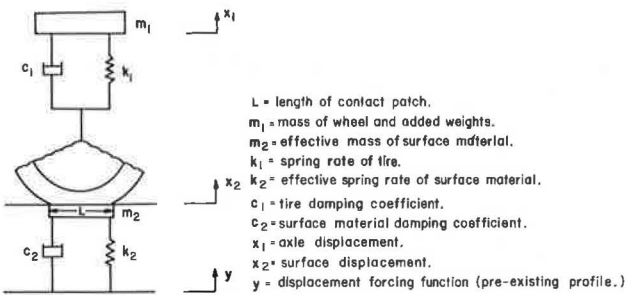 m₁
x₁
c₁
k₁
L = length of contact patch.
m₁ = mass of wheel and added weights.
m₂ = effective mass of surface material.
k₁ = spring rate of tire.
k₂ = effective spring rate of surface material.
c₁ = tire damping coefficient.
c₂ = surface material damping coefficient.
x₁ = axle displacement.
x₂ = surface displacement.
y = displacement forcing function (pre-existing profile.)
x₂
L
m₂
c₂
k₂
y